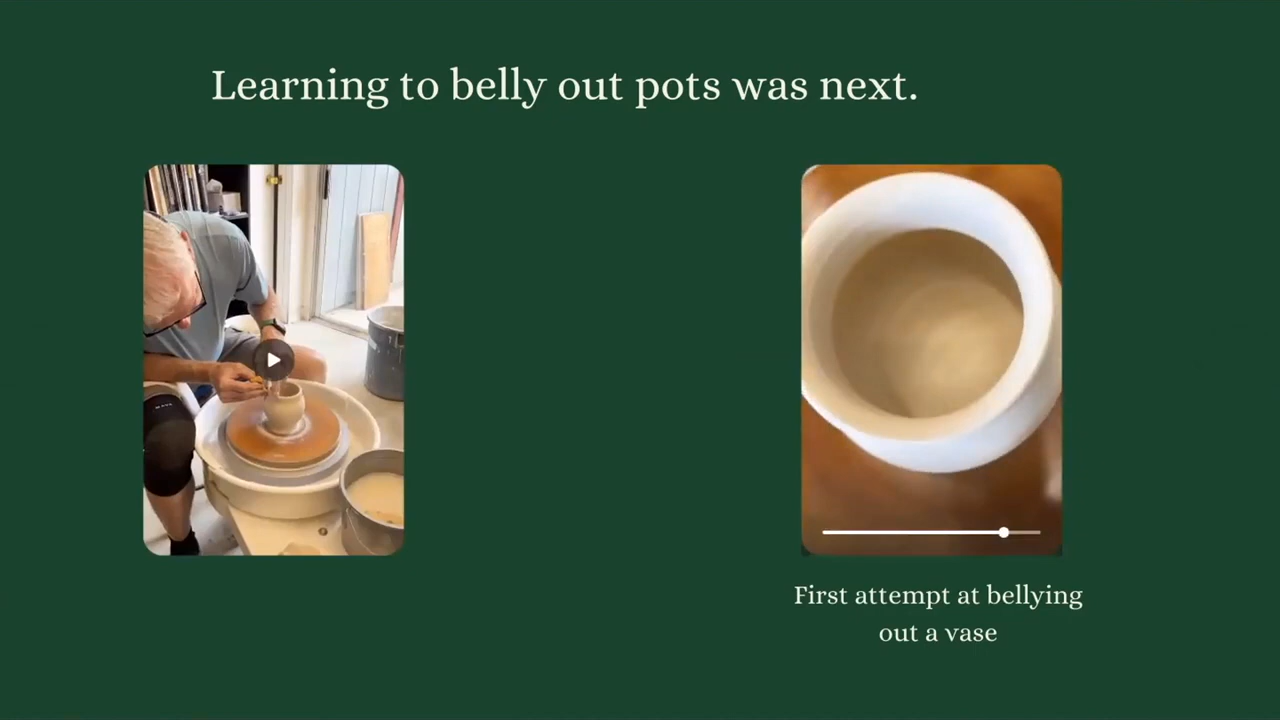 Learning to belly out pots was next.
First attempt at bellying
out a vase